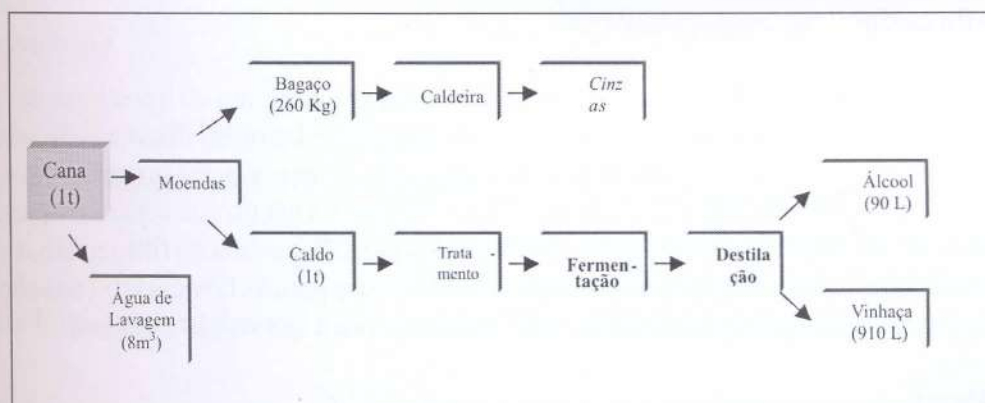 Bagaço
(260 Kg)
Caldeira
Cinz
as
Cana
(1t)
Moendas
Álcool
(90 L)
Caldo
(1t)
Trata -
mento
Fermen-
tação
Destila
ção
Água de
Lavagem
(8m³)
Vinhaça
(910 L)